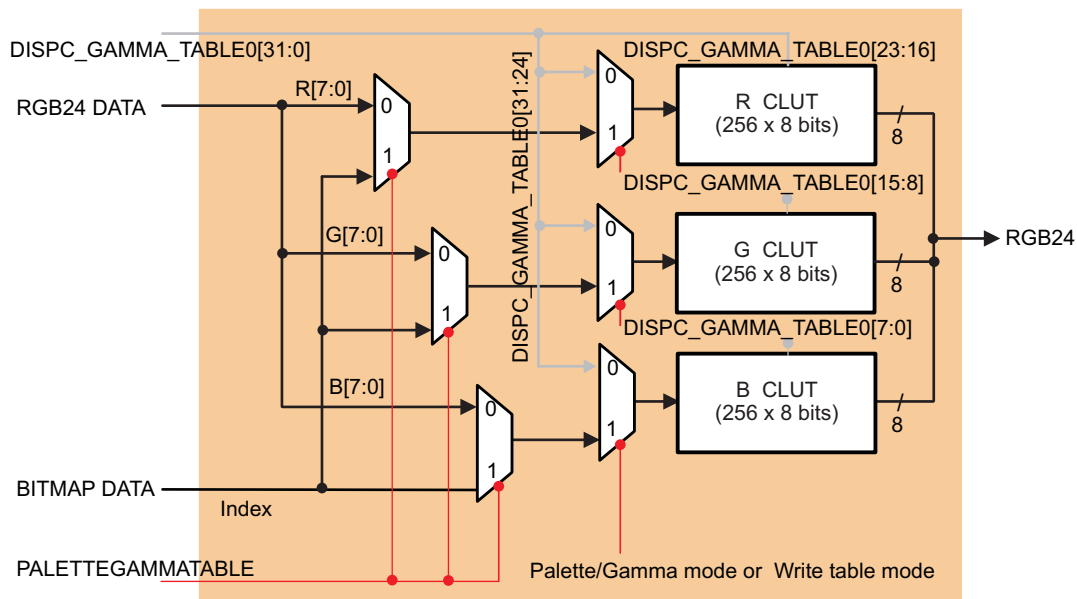 DISPC_GAMMA_TABLE0[31:0]
DISPC_GAMMA_TABLE0[23:16]
R[7:0]
RGB24 DATA
0
1
DISPC_GAMMA_TABLE0[31:24]
0
1
R CLUT
(256 x 8 bits)
8
DISPC_GAMMA_TABLE0[15:8]
G[7:0]
0
1
0
1
G CLUT
(256 x 8 bits)
8
RGB24
DISPC_GAMMA_TABLE0[7:0]
B[7:0]
0
1
0
1
B CLUT
(256 x 8 bits)
8
BITMAP DATA
Index
PALETTEGAMMATABLE
Palette/Gamma mode or Write table mode